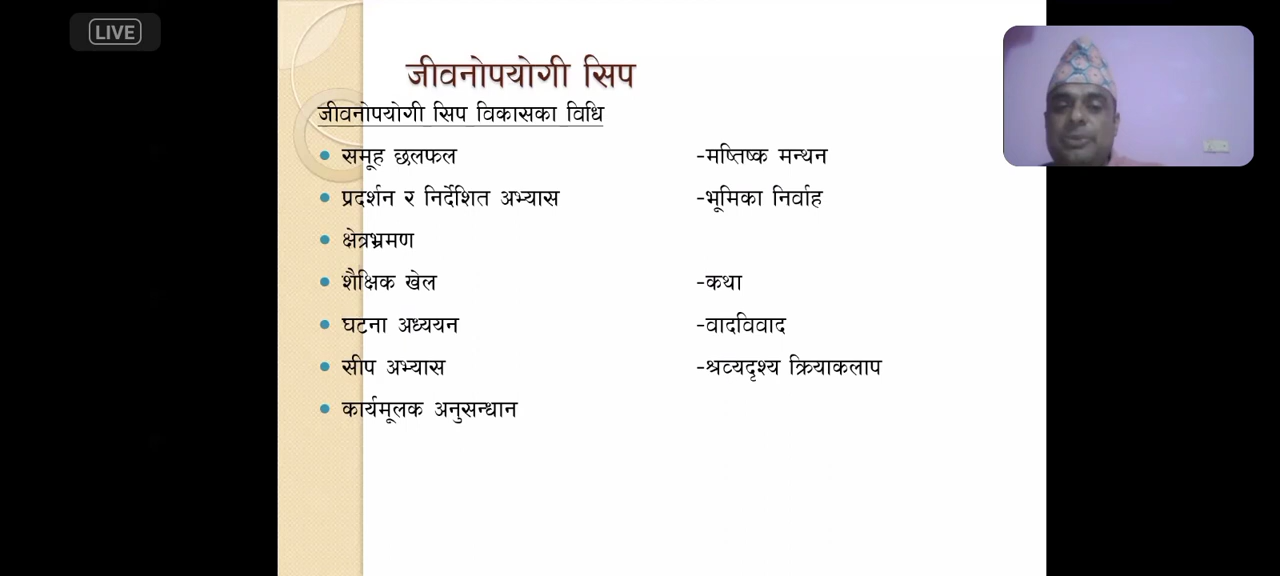 LIVE
जीवनोपयोगी सिप
जीवनोपयोगी सिप विकासका विधि
समूह छलफल -मष्तिष्क मन्थन
प्रदर्शन र निर्देशित अभ्यास -भूमिका निर्वाह
क्षेत्रभ्रमण
शैक्षिक खेल -कथा
घटना अध्ययन -वादविवाद
सीप अभ्यास -श्रव्यदृश्य क्रियाकलाप
कार्यमूलक अनुसन्धान